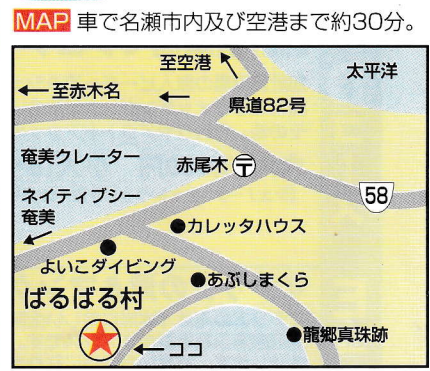 MAP 車で名瀬市内及び空港まで約30分。
至空港
太平洋
至赤木名
県道82号
奄美クレーター
赤尾木
58
ネイティブシー
奄美
カレッタハウス
よいこダイビング
あぶしまくら
ばるばる村
龍郷真珠跡
ココ